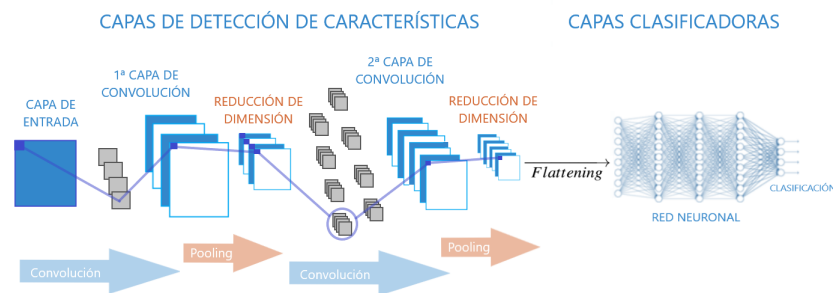 CAPAS DE DETECCIÓN DE CARACTERÍSTICAS
CAPAS CLASIFICADORAS
CAPA DE
ENTRADA
1ª CAPA DE
CONVOLUCIÓN
REDUCCIÓN DE
DIMENSIÓN
2ª CAPA DE
CONVOLUCIÓN
REDUCCIÓN DE
DIMENSIÓN
Flattening
CLASIFICACIÓN
RED NEURONAL
Convolución
Pooling
Convolución
Pooling